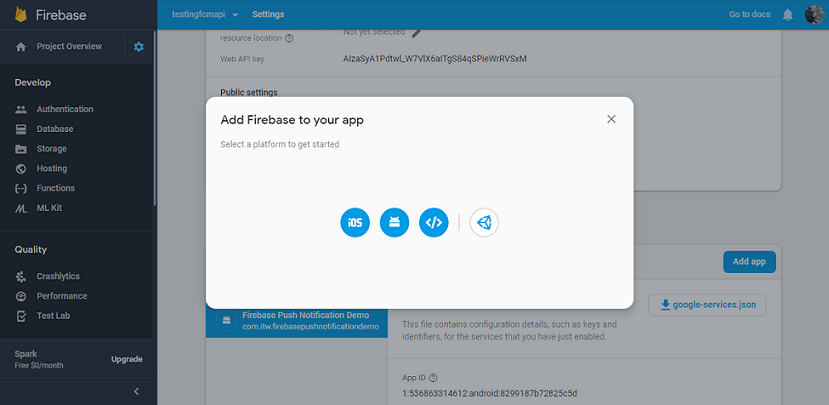 Firebase
testingfcmapi
Settings
Go to docs
Project Overview
resource location
Not yet selected
Web API key
Public settings
Develop
Authentication
Database
Storage
Hosting
Functions
ML Kit
Quality
Crashlytics
Performance
Test Lab
Spark
Free $0/month
Upgrade
Add Firebase to your app
Select a platform to get started
iOS
Add app
Firebase Push Notification Demo
com.itw.firebasepushnotificationdemo
google-services.json
This file contains configuration details, such as keys and
identifiers, for the services that you have just enabled.
App ID
1:536863314612:android:8299187b72825c5d